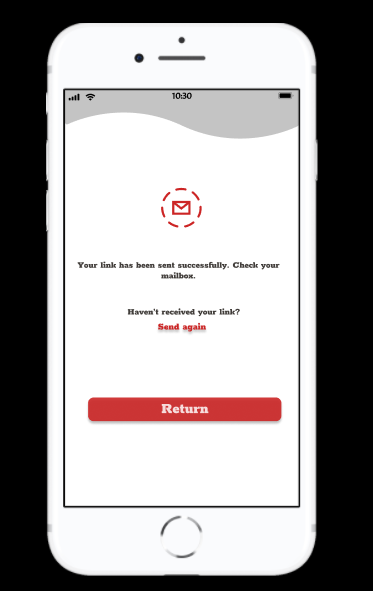 10:30
Your link has been sent successfully. Check your
mailbox.
Haven't received your link?
Send again
Return